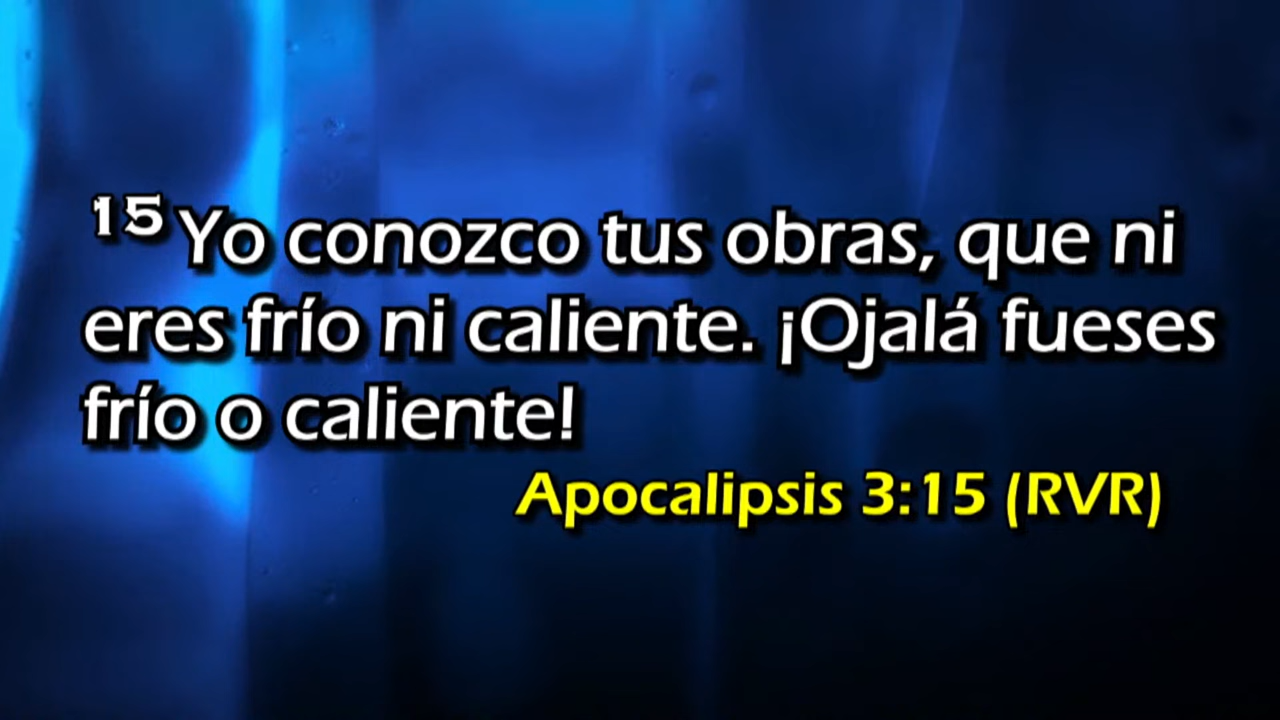 15 Yo conozco tus obras, que ni
eres frío ni caliente. ¡Ojalá fueses
frío o caliente!
Apocalipsis 3:15 (RVR)